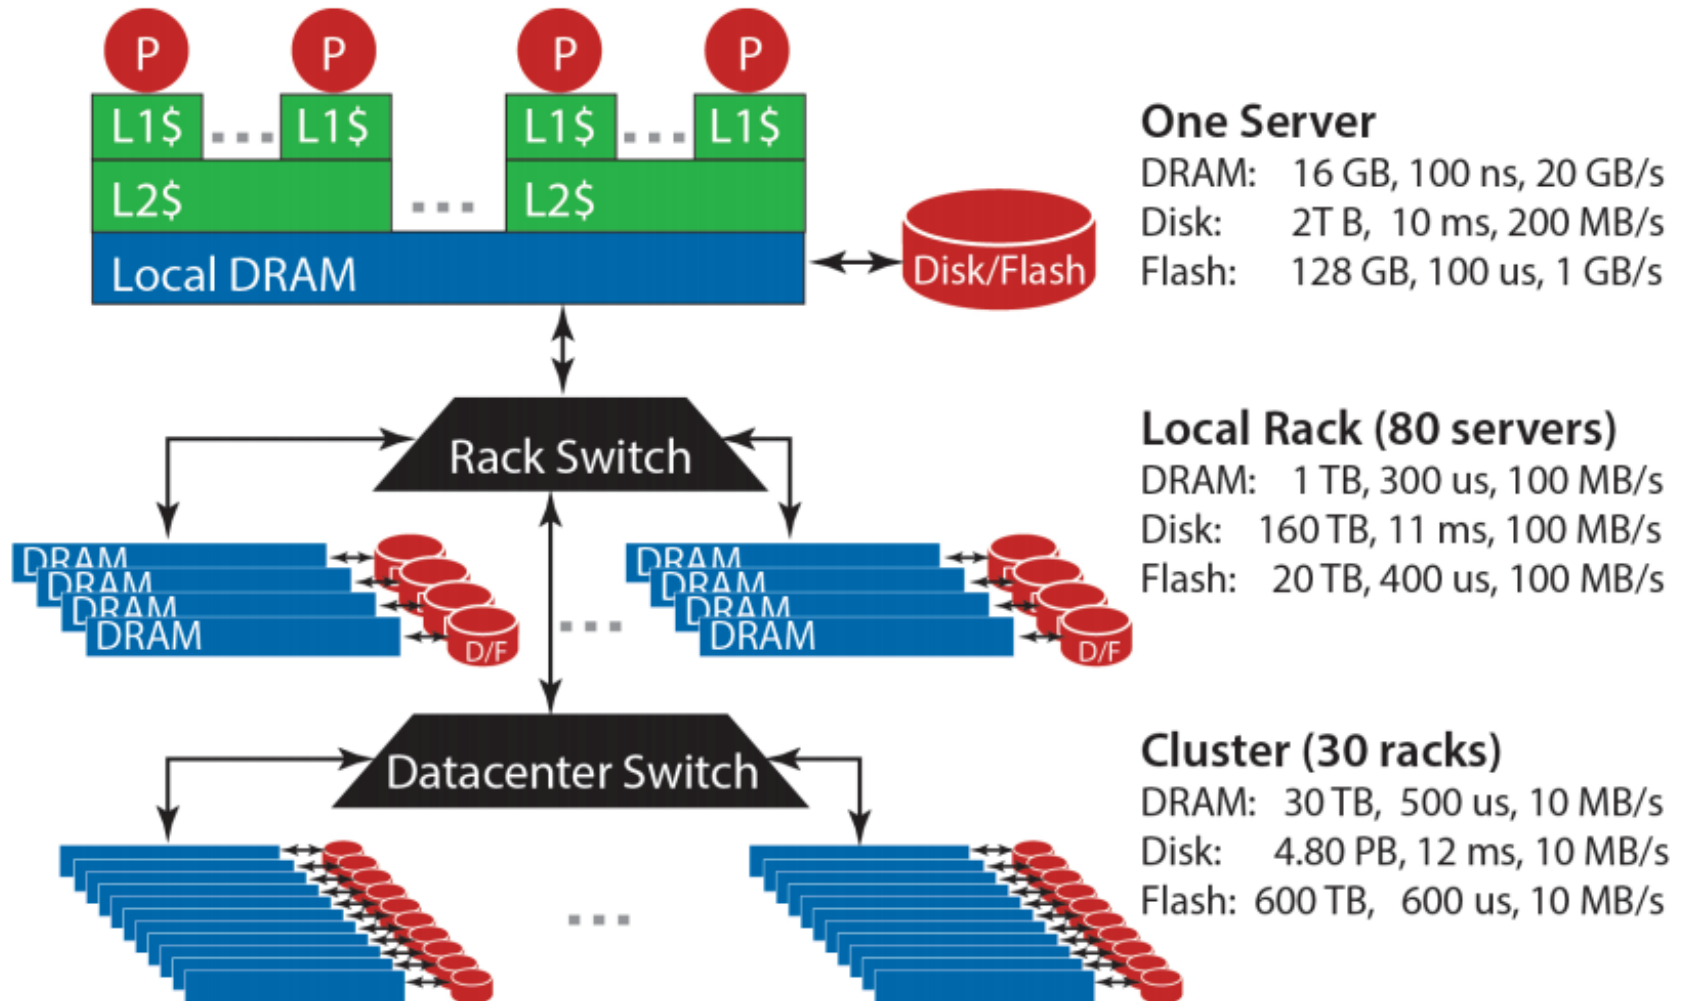 P P P P
L1$ L1$ L1$ L1$
L2$ L2$
Local DRAM
Disk/Flash
One Server
DRAM: 16 GB, 100 ns, 20 GB/s
Disk: 2T B, 10 ms, 200 MB/s
Flash: 128 GB, 100 us, 1 GB/s
Rack Switch
Local Rack (80 servers)
DRAM: 1 TB, 300 us, 100 MB/s
Disk: 160 TB, 11 ms, 100 MB/s
Flash: 20 TB, 400 us, 100 MB/s
DRAM
DRAM
DRAM
DRAM
D/F
DRAM
DRAM
DRAM
DRAM
D/F
Datacenter Switch
Cluster (30 racks)
DRAM: 30 TB, 500 us, 10 MB/s
Disk: 4.80 PB, 12 ms, 10 MB/s
Flash: 600 TB, 600 us, 10 MB/s